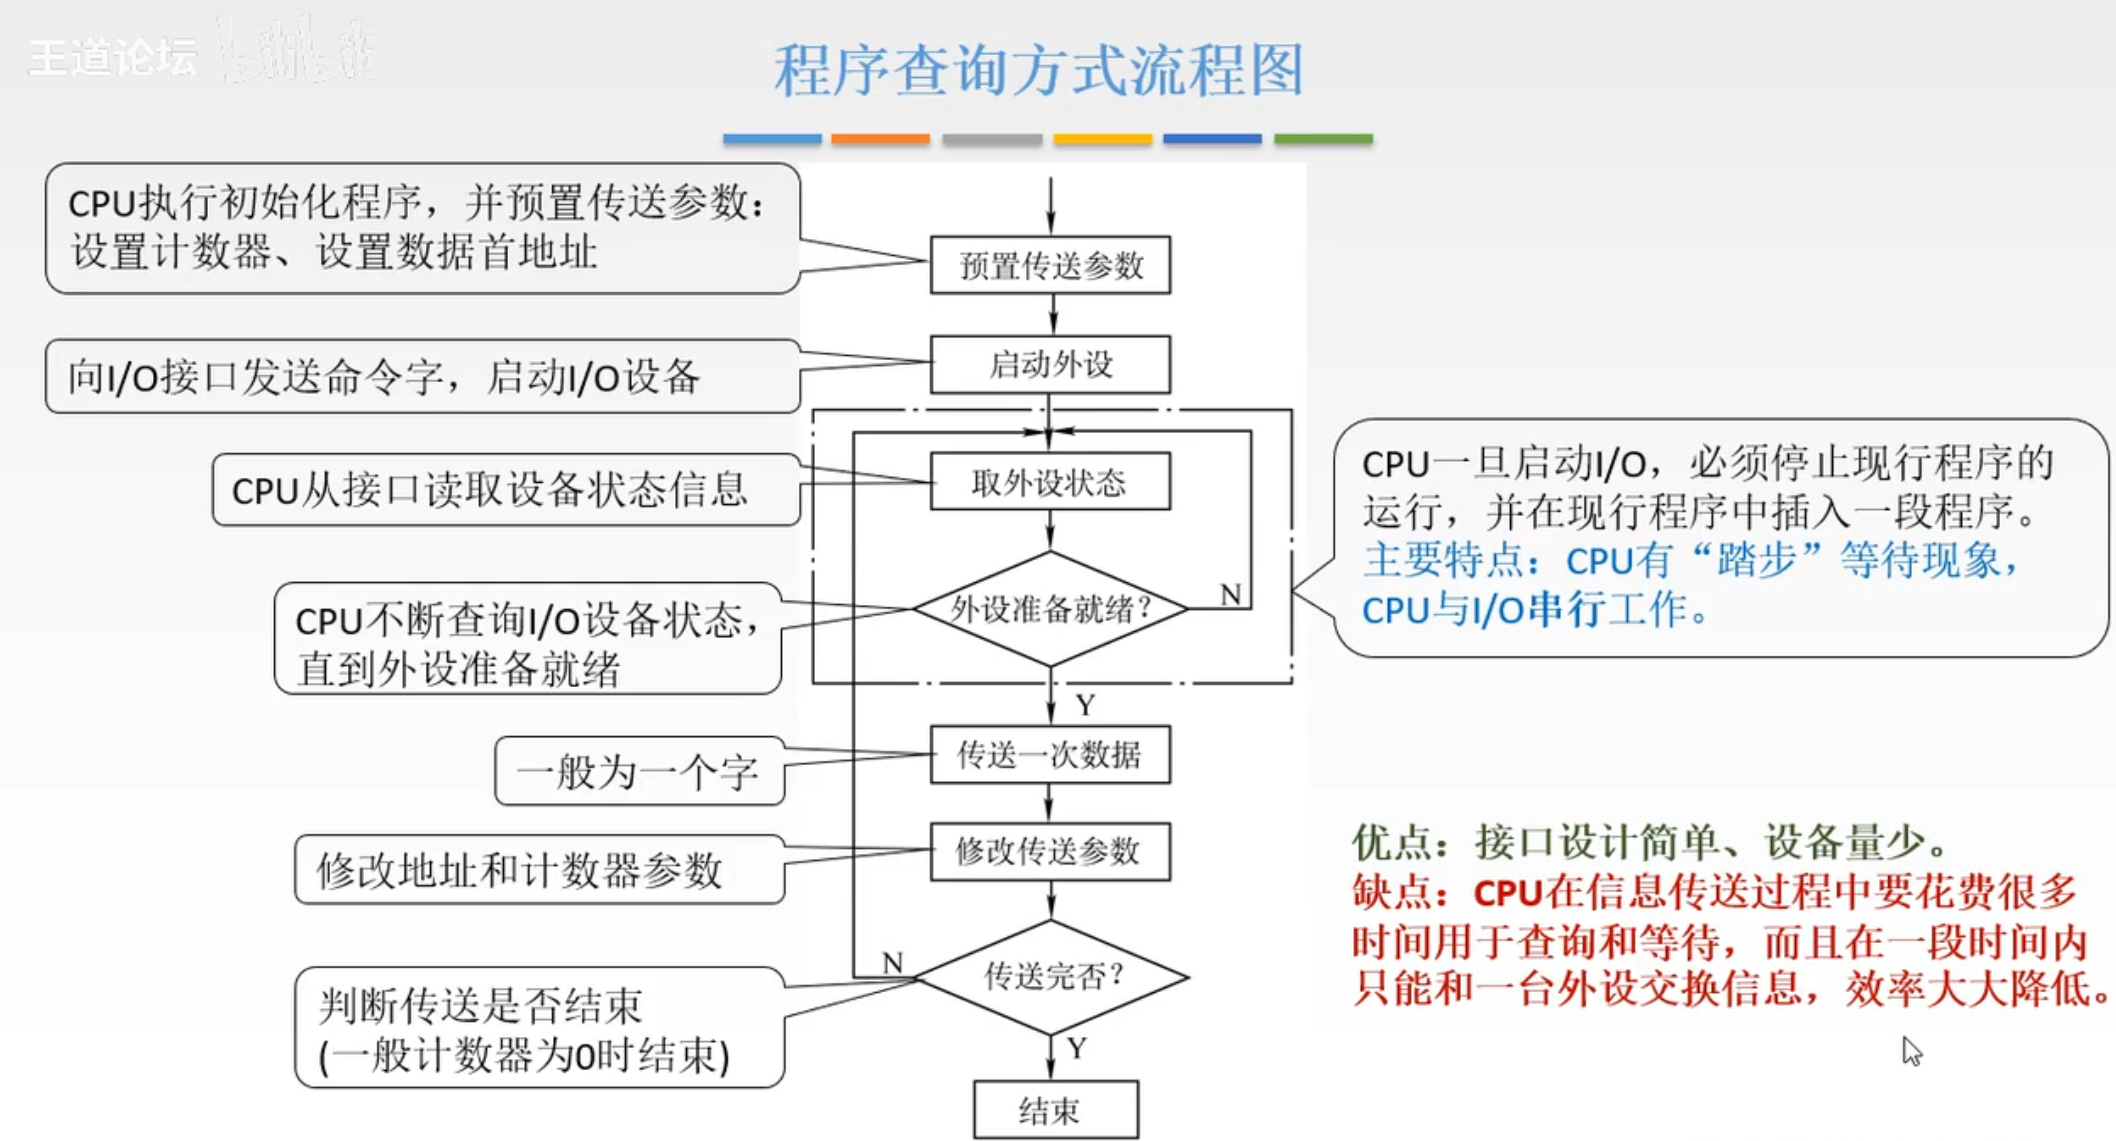 王道论坛 bilibili
程序查询方式流程图
CPU执行初始化程序，并预置传送参数：
设置计数器、设置数据首地址
预置传送参数
向I/O接口发送命令字，启动I/O设备
启动外设
CPU从接口读取设备状态信息
取外设状态
CPU一旦启动I/O，必须停止现行程序的
运行，并在现行程序中插入一段程序。
主要特点：CPU有“踏步”等待现象，
CPU与I/O串行工作。
CPU不断查询I/O设备状态，
直到外设准备就绪
外设准备就绪？
N
Y
一般为一个字
传送一次数据
修改地址和计数器参数
修改传送参数
优点：接口设计简单、设备量少。
缺点：CPU在信息传送过程中要花费很多
时间用于查询和等待，而且在一段时间内
只能和一台外设交换信息，效率大大降低。
判断传送是否结束
(一般计数器为0时结束)
N
传送完否？
Y
结束